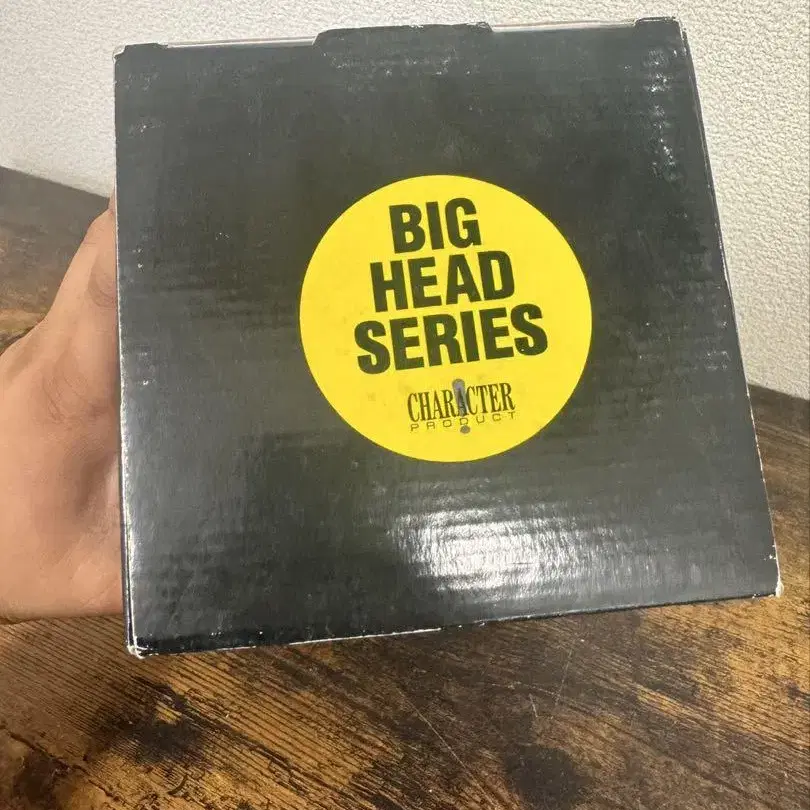 BIG
HEAD
SERIES
CHARACTER
PRODUCT